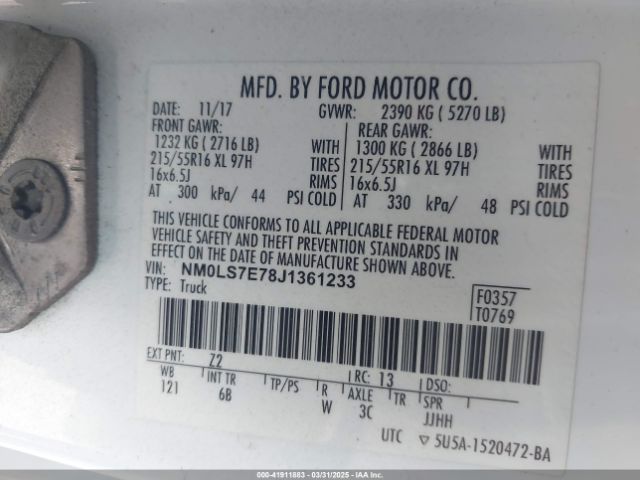 MFD. BY FORD MOTOR CO.
DATE: 11/17 GVWR: 2390 KG ( 5270 LB)
FRONT GAWR: REAR GAWR:
1232 KG ( 2716 LB) WITH 1300 KG ( 2866 LB) WITH
215/55R16 XL 97H TIRES 215/55R16 XL 97H TIRES
16x6.5J RIMS 16x6.5J RIMS
AT 300 kPa/ 44 PSI COLD AT 330 kPa/ 48 PSI COLD
THIS VEHICLE CONFORMS TO ALL APPLICABLE FEDERAL MOTOR
VEHICLE SAFETY AND THEFT PREVENTION STANDARDS IN
EFFECT ON THE DATE OF MANUFACTURE SHOWN ABOVE.
VIN: NM0LS7E78J1361233
TYPE: Truck
F0357
T0769
EXT PNT: Z2 RC: 13 DSO:
WB INT TR TP/PS R AXLE TR SPR
121 6B W 3C JJHH
UTC ▽ 5U5A-1520472-BA
000-41911883 - 03/31/2025 - IAAI.COM